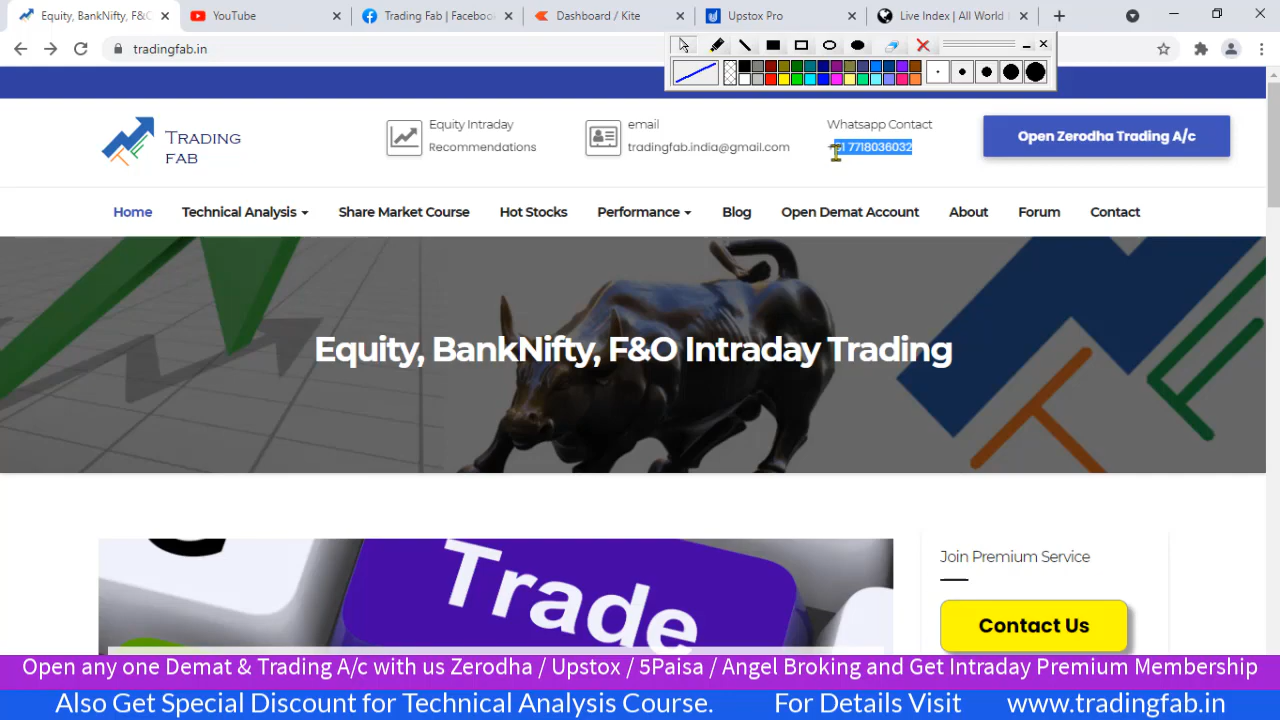 Equity, BankNifty, F&O
YouTube
Trading Fab | Facebook
Dashboard / Kite
Upstox Pro
Live Index | All World
tradingfab.in
TRADING
FAB
Equity Intraday
Recommendations
email
tradingfab.india@gmail.com
Whatsapp Contact
+91 7718036032
Open Zerodha Trading A/c
Home
Technical Analysis
Share Market Course
Hot Stocks
Performance
Blog
Open Demat Account
About
Forum
Contact
Equity, BankNifty, F&O Intraday Trading
Trade
Join Premium Service
Contact Us
Open any one Demat & Trading A/c with us Zerodha / Upstox / 5Paisa / Angel Broking and Get Intraday Premium Membership
Also Get Special Discount for Technical Analysis Course. For Details Visit www.tradingfab.in